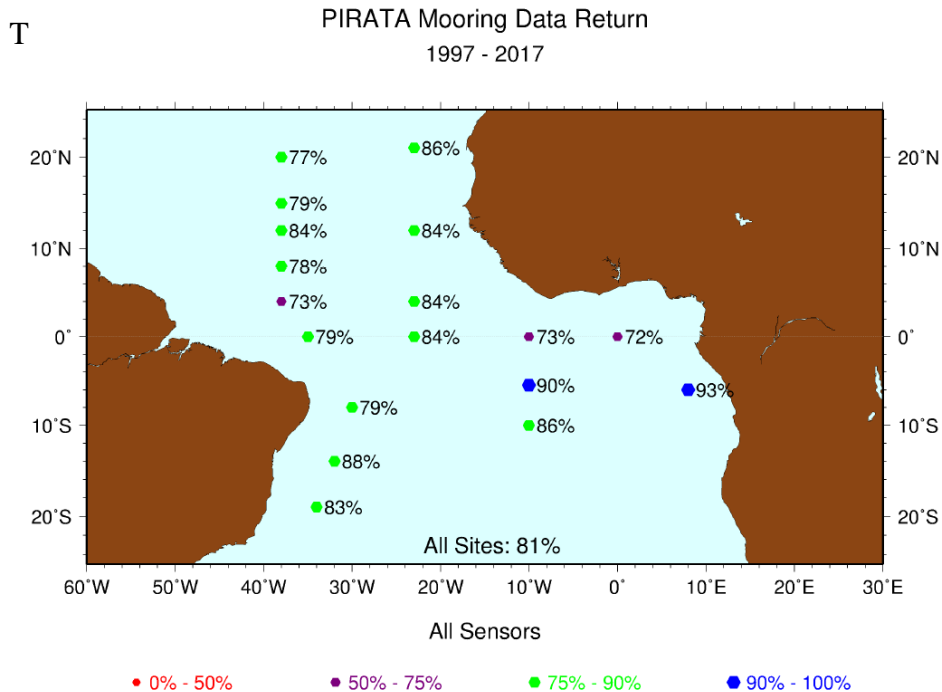 T
PIRATA Mooring Data Return
1997 - 2017
20°N 77% 86% 20°N
79%
84% 84%
10°N 10°N
78%
73% 84%
0° 79% 84% 73% 72% 0°
90% 93%
79%
10°S 86% 10°S
88%
83%
20°S 20°S
All Sites: 81%
60°W 50°W 40°W 30°W 20°W 10°W 0° 10°E 20°E 30°E
All Sensors
0% - 50% 50% - 75% 75% - 90% 90% - 100%